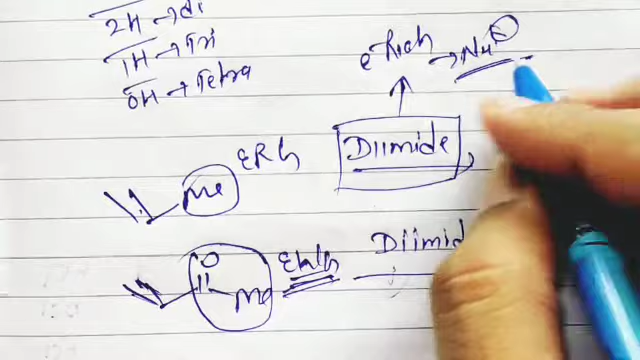 2H → di
1H → Tri
0H → Tetra
e⁻ Rich → Nu⊖
Diimide
Me ERG
O
Me EWG
Diimid